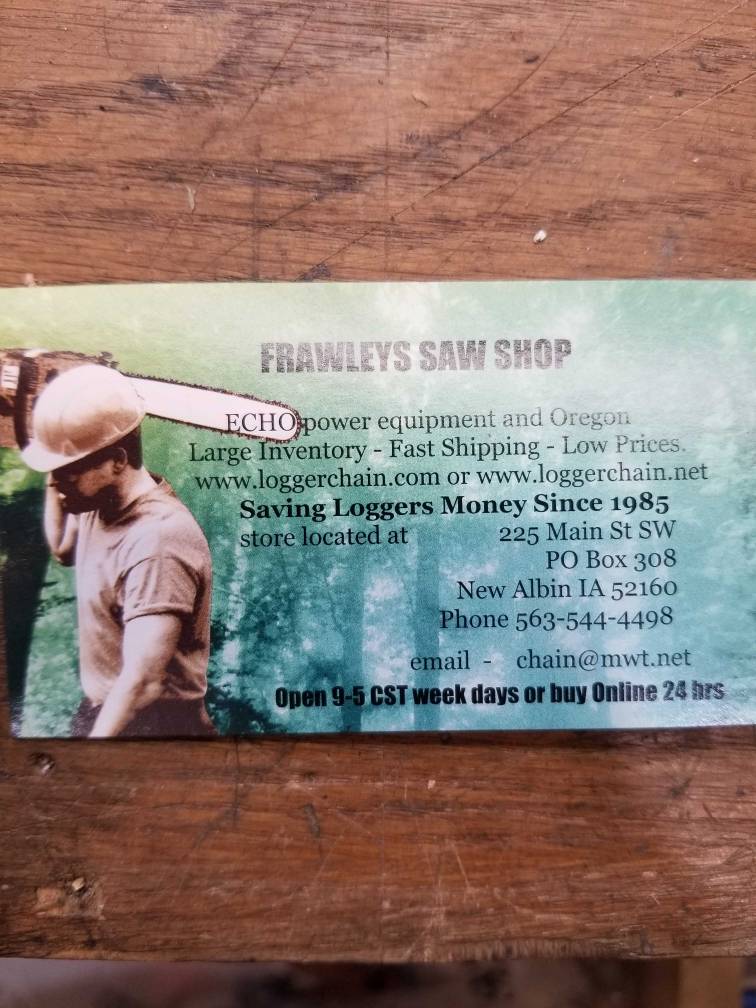 FRAWLEYS SAW SHOP
ECHO power equipment and Oregon
Large Inventory - Fast Shipping - Low Prices.
www.loggerchain.com or www.loggerchain.net
Saving Loggers Money Since 1985
store located at 225 Main St SW
PO Box 308
New Albin IA 52160
Phone 563-544-4498
email - chain@mwt.net
Open 9-5 CST week days or buy Online 24 hrs